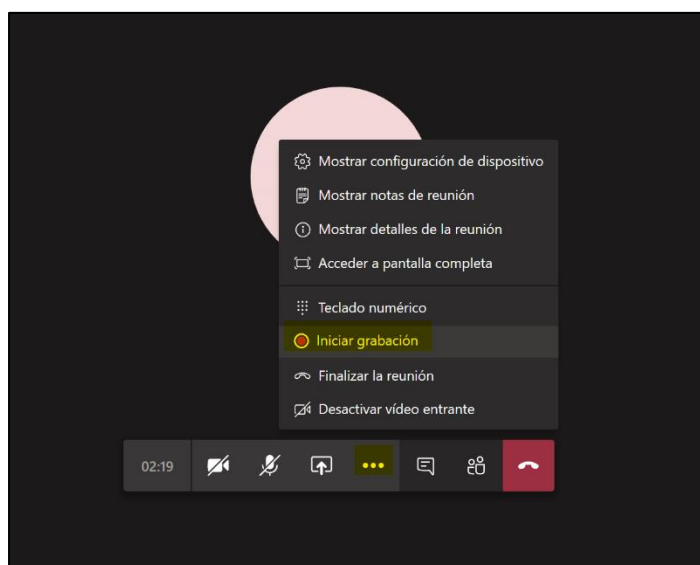 Mostrar configuración de dispositivo
Mostrar notas de reunión
Mostrar detalles de la reunión
Acceder a pantalla completa
Teclado numérico
Iniciar grabación
Finalizar la reunión
Desactivar vídeo entrante
02:19